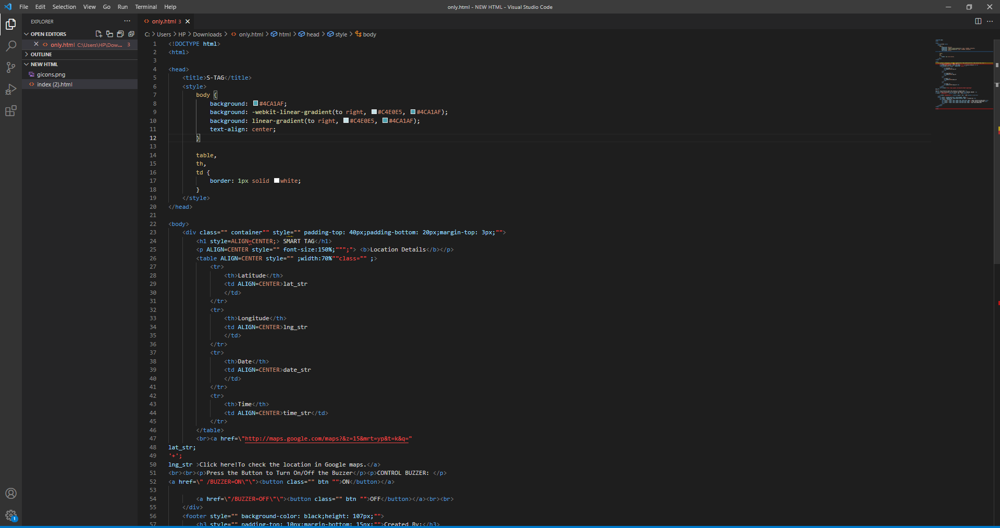 File Edit Selection View Go Run Terminal Help
only.html - NEW HTML - Visual Studio Code
EXPLORER
only.html 3
OPEN EDITORS
only.html C:\Users\HP\Dow... 3
OUTLINE
NEW HTML
gicons.png
index (2).html
C: > Users > HP > Downloads > only.html > html > head > style > body
1 <!DOCTYPE html>
2 <html>
3
4 <head>
5 <title>S-TAG</title>
6 <style>
7 body {
8 background: #4CA1AF;
9 background: -webkit-linear-gradient(to right, #C4E0E5, #4CA1AF);
10 background: linear-gradient(to right, #C4E0E5, #4CA1AF);
11 text-align: center;
12 }
13
14 table,
15 th,
16 td {
17 border: 1px solid white;
18 }
19 </style>
20 </head>
21
22 <body>
23 <div class="" container"" style="" padding-top: 40px;padding-bottom: 20px;margin-top: 3px;"">
24 <h1 style=ALIGN=CENTER;> SMART TAG</h1>
25 <p ALIGN=CENTER style="" font-size:150%;""";"> <b>Location Details</b></p>
26 <table ALIGN=CENTER style="" ;width:70%""class="" ;>
27 <tr>
28 <th>Latitude</th>
29 <td ALIGN=CENTER>lat_str
30 </td>
31 </tr>
32 <tr>
33 <th>Longitude</th>
34 <td ALIGN=CENTER>lng_str
35 </td>
36 </tr>
37 <tr>
38 <th>Date</th>
39 <td ALIGN=CENTER>date_str
40 </td>
41 </tr>
42 <tr>
43 <th>Time</th>
44 <td ALIGN=CENTER>time_str</td>
45 </tr>
46 </table>
47 <br><a href=\"http://maps.google.com/maps?&z=15&mrt=yp&t=k&q="
48 lat_str;
49 '+';
50 lng_str >Click here!To check the location in Google maps.</a>
51 <br><br><p>Press the Button to Turn On/Off the Buzzer</p><p>CONTROL BUZZER: </p>
52 <a href=\" /BUZZER=ON\"\"><button class="" btn "">ON</button></a>
53
54 <a href=\"/BUZZER=OFF\"\"><button class="" btn "">OFF</button></a><br><br>
55 </div>
56 <footer style="" background-color: black;height: 107px;"">
57 <h3 style="" padding-top: 10px;margin-bottom: 15px;"">Created By:</h3>
1